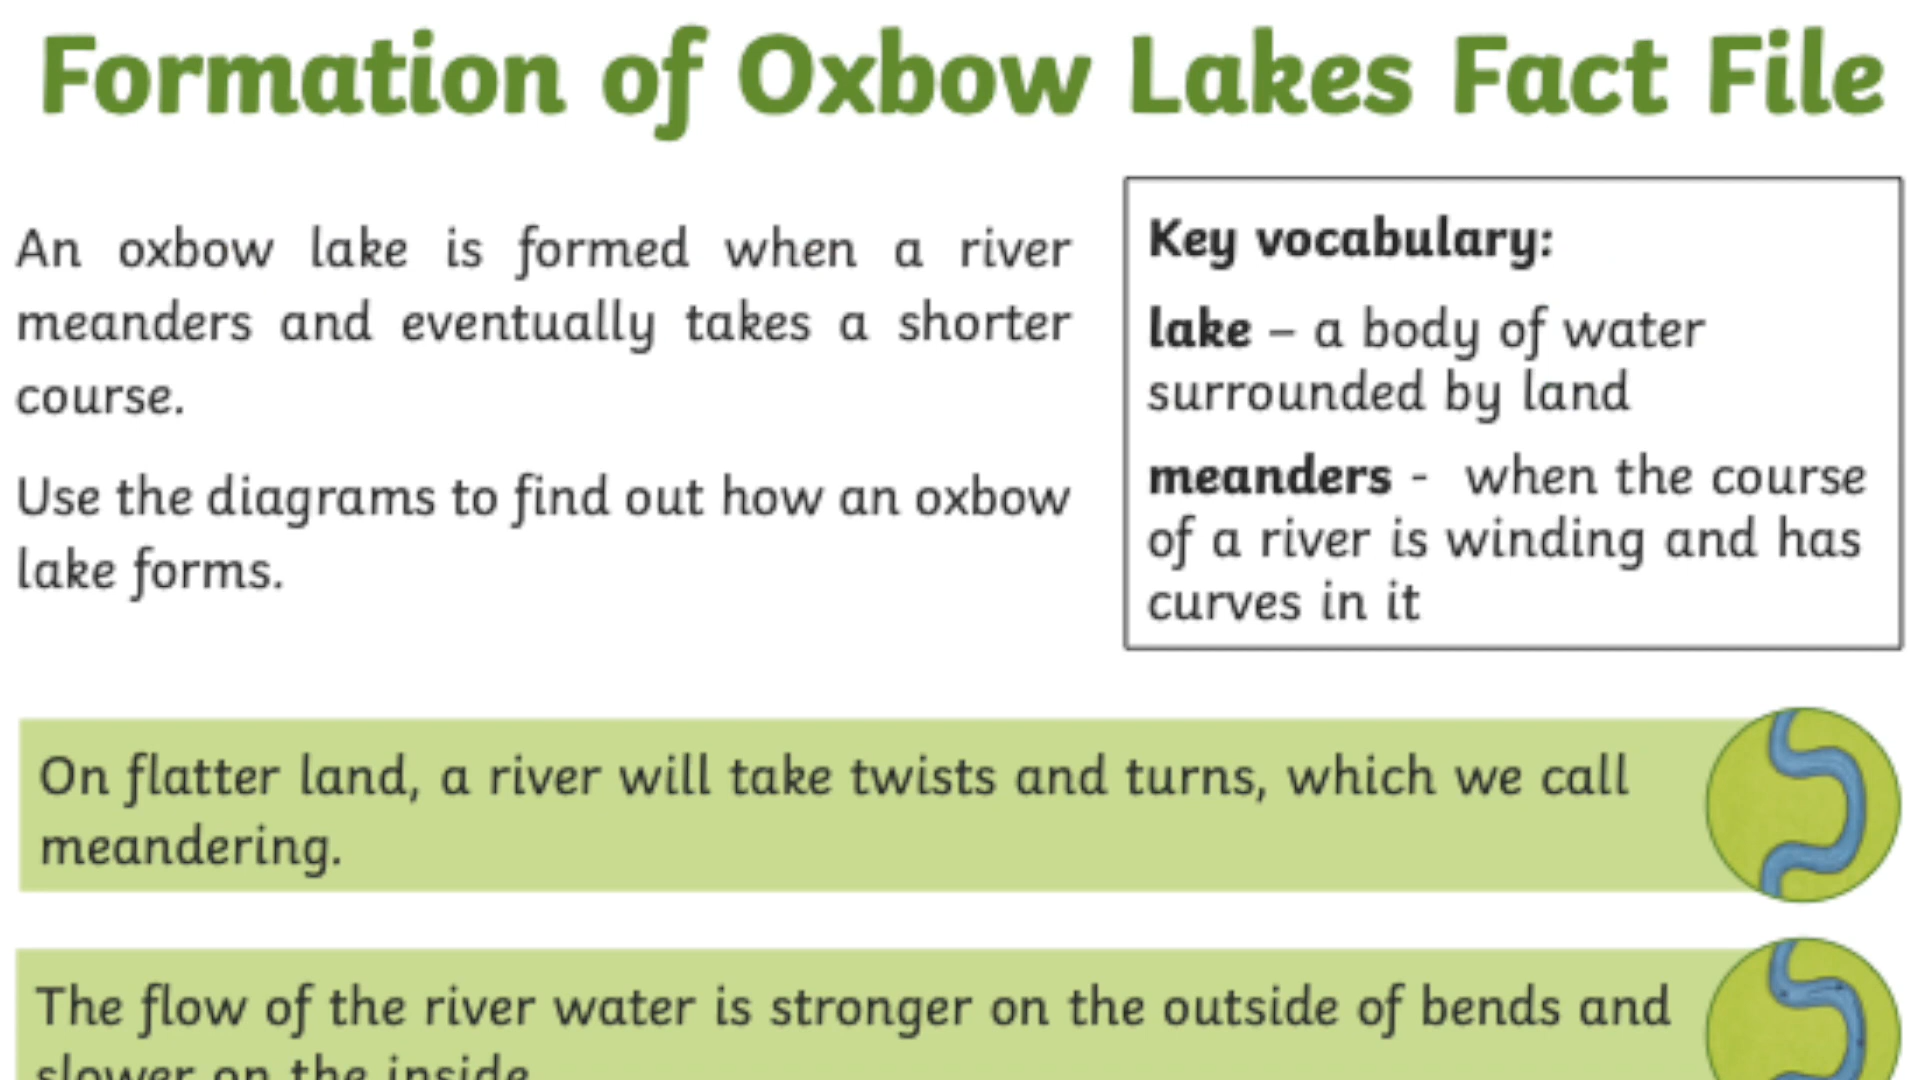 Formation of Oxbow Lakes Fact File
An oxbow lake is formed when a river
meanders and eventually takes a shorter
course.
Use the diagrams to find out how an oxbow
lake forms.
Key vocabulary:
lake – a body of water
surrounded by land
meanders - when the course
of a river is winding and has
curves in it
On flatter land, a river will take twists and turns, which we call
meandering.
The flow of the river water is stronger on the outside of bends and
slower on the inside.